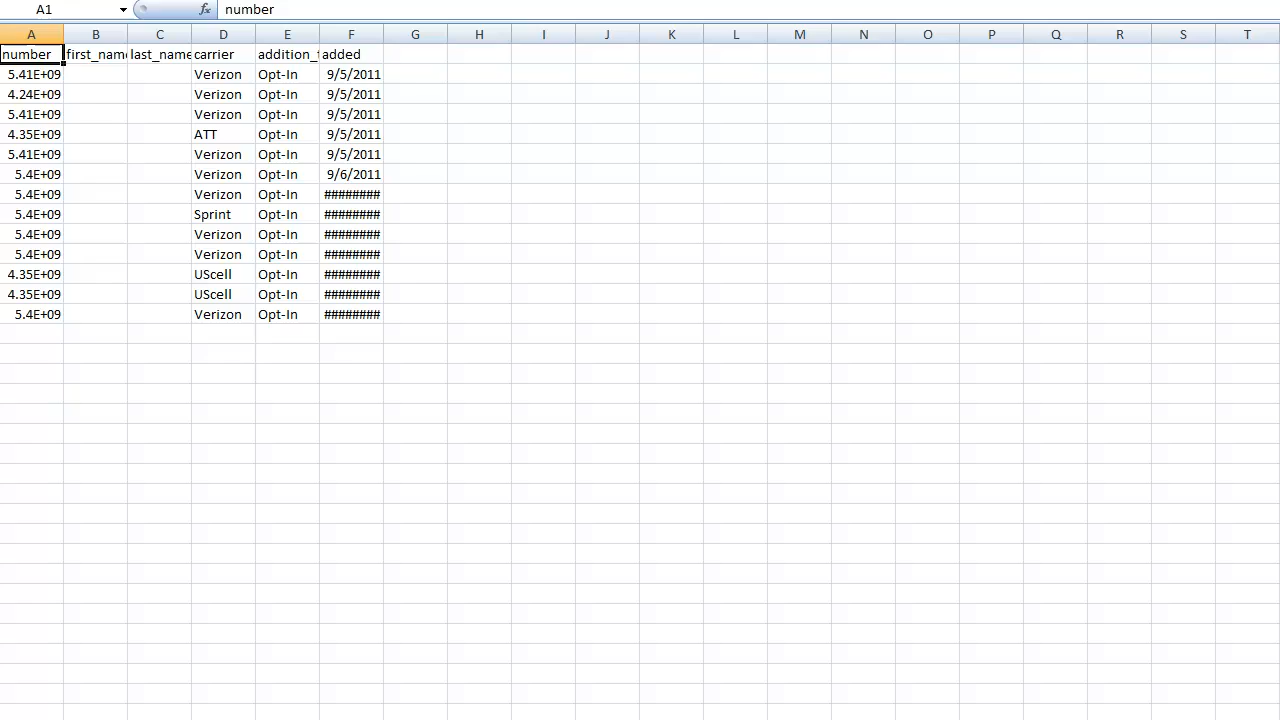 A1 fx number
A B C D E F G H I J K L M N O P Q R S T
number first_name last_name carrier addition_t added
5.41E+09 Verizon Opt-In 9/5/2011
4.24E+09 Verizon Opt-In 9/5/2011
5.41E+09 Verizon Opt-In 9/5/2011
4.35E+09 ATT Opt-In 9/5/2011
5.41E+09 Verizon Opt-In 9/5/2011
5.4E+09 Verizon Opt-In 9/6/2011
5.4E+09 Verizon Opt-In ########
5.4E+09 Sprint Opt-In ########
5.4E+09 Verizon Opt-In ########
5.4E+09 Verizon Opt-In ########
4.35E+09 UScell Opt-In ########
4.35E+09 UScell Opt-In ########
5.4E+09 Verizon Opt-In ########